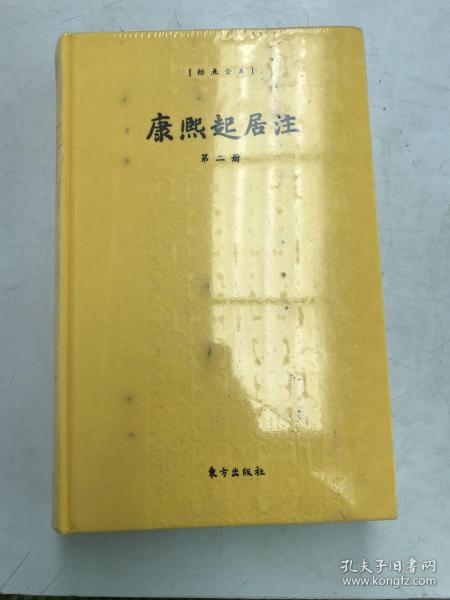 [标点全本]
康熙起居注
第二册
東方出版社
孔夫子旧书网
www.kongfz.com